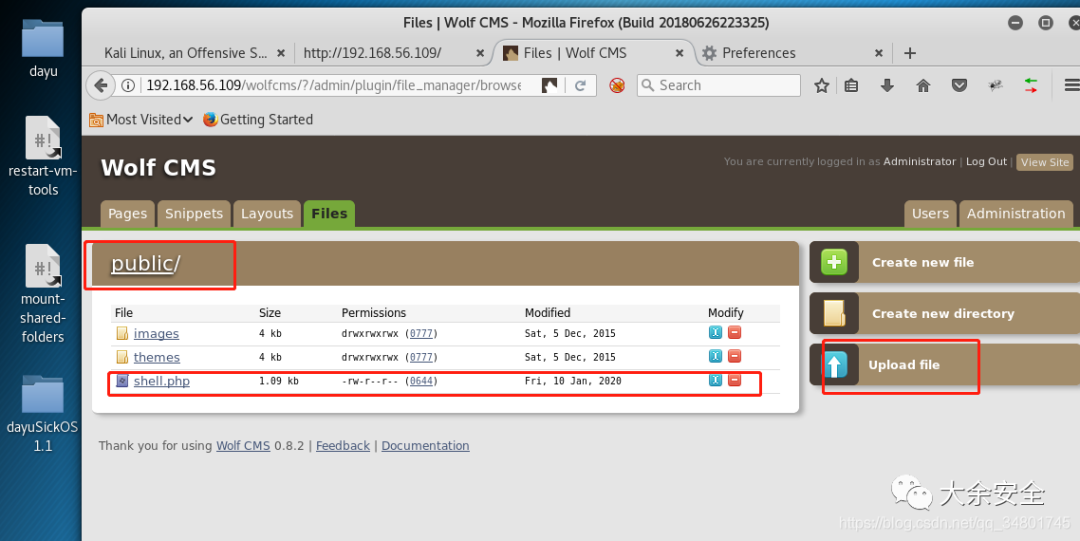 Files | Wolf CMS - Mozilla Firefox (Build 20180626223325)
dayu
Kali Linux, an Offensive S... × http://192.168.56.109/ × Files | Wolf CMS × Preferences × +
192.168.56.109/wolfcms/?/admin/plugin/file_manager/browse Search
Most Visited Getting Started
#!
restart-vm-
tools
Wolf CMS
You are currently logged in as Administrator | Log Out | View Site
Pages Snippets Layouts Files Users Administration
#!
mount-
shared-
folders
public/
Create new file
File Size Permissions Modified Modify
images 4 kb drwxrwxrwx (0777) Sat, 5 Dec, 2015
Create new directory
themes 4 kb drwxrwxrwx (0777) Sat, 5 Dec, 2015
Upload file
shell.php 1.09 kb -rw-r--r-- (0644) Fri, 10 Jan, 2020
dayuSickOS
1.1
Thank you for using Wolf CMS 0.8.2 | Feedback | Documentation
大余安全
https://blog.csdn.net/qq_34801745